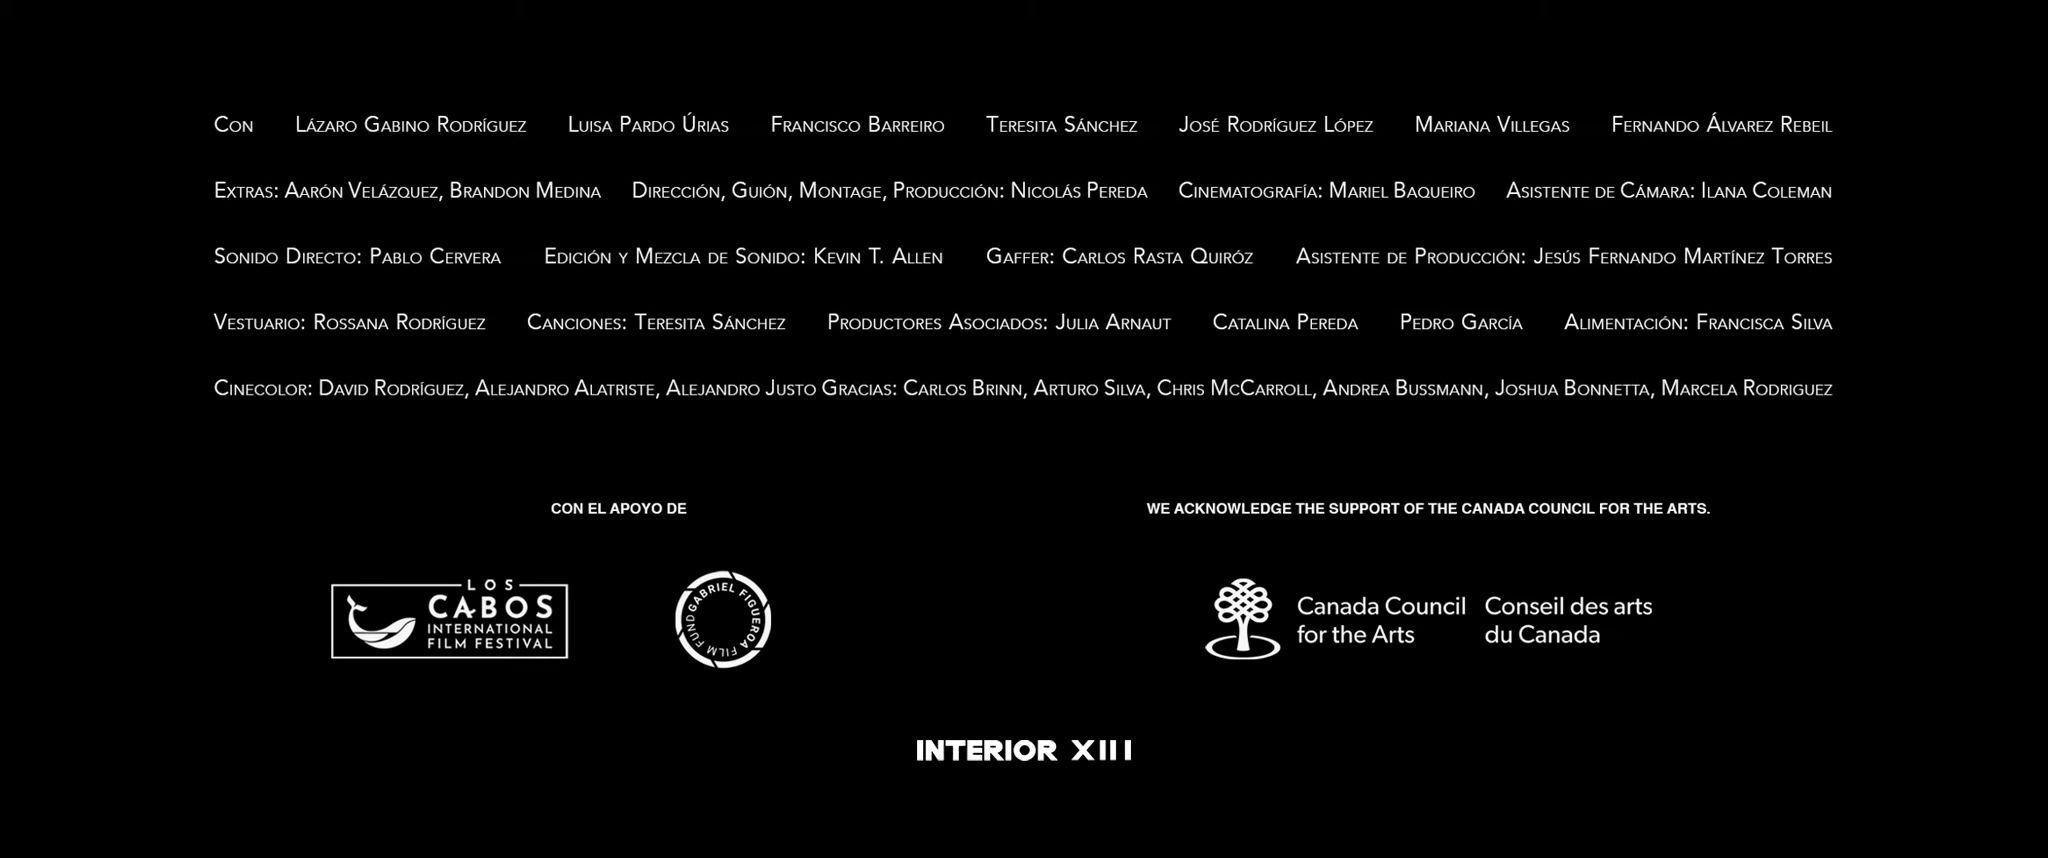 Con Lázaro Gabino Rodríguez Luisa Pardo Úrias Francisco Barreiro Teresita Sánchez José Rodríguez López Mariana Villegas Fernando Álvarez Rebeil
Extras: Aarón Velázquez, Brandon Medina Dirección, Guión, Montage, Producción: Nicolás Pereda Cinematografía: Mariel Baqueiro Asistente de Cámara: Ilana Coleman
Sonido Directo: Pablo Cervera Edición y Mezcla de Sonido: Kevin T. Allen Gaffer: Carlos Rasta Quiróz Asistente de Producción: Jesús Fernando Martínez Torres
Vestuario: Rossana Rodríguez Canciones: Teresita Sánchez Productores Asociados: Julia Arnaut Catalina Pereda Pedro García Alimentación: Francisca Silva
Cinecolor: David Rodríguez, Alejandro Alatriste, Alejandro Justo Gracias: Carlos Brinn, Arturo Silva, Chris McCarroll, Andrea Bussmann, Joshua Bonnetta, Marcela Rodriguez
CON EL APOYO DE
WE ACKNOWLEDGE THE SUPPORT OF THE CANADA COUNCIL FOR THE ARTS.
LOS
CABOS
INTERNATIONAL
FILM FESTIVAL
GABRIEL FIGUEROA FILM FUND
Canada Council
for the Arts
Conseil des arts
du Canada
INTERIOR XIII